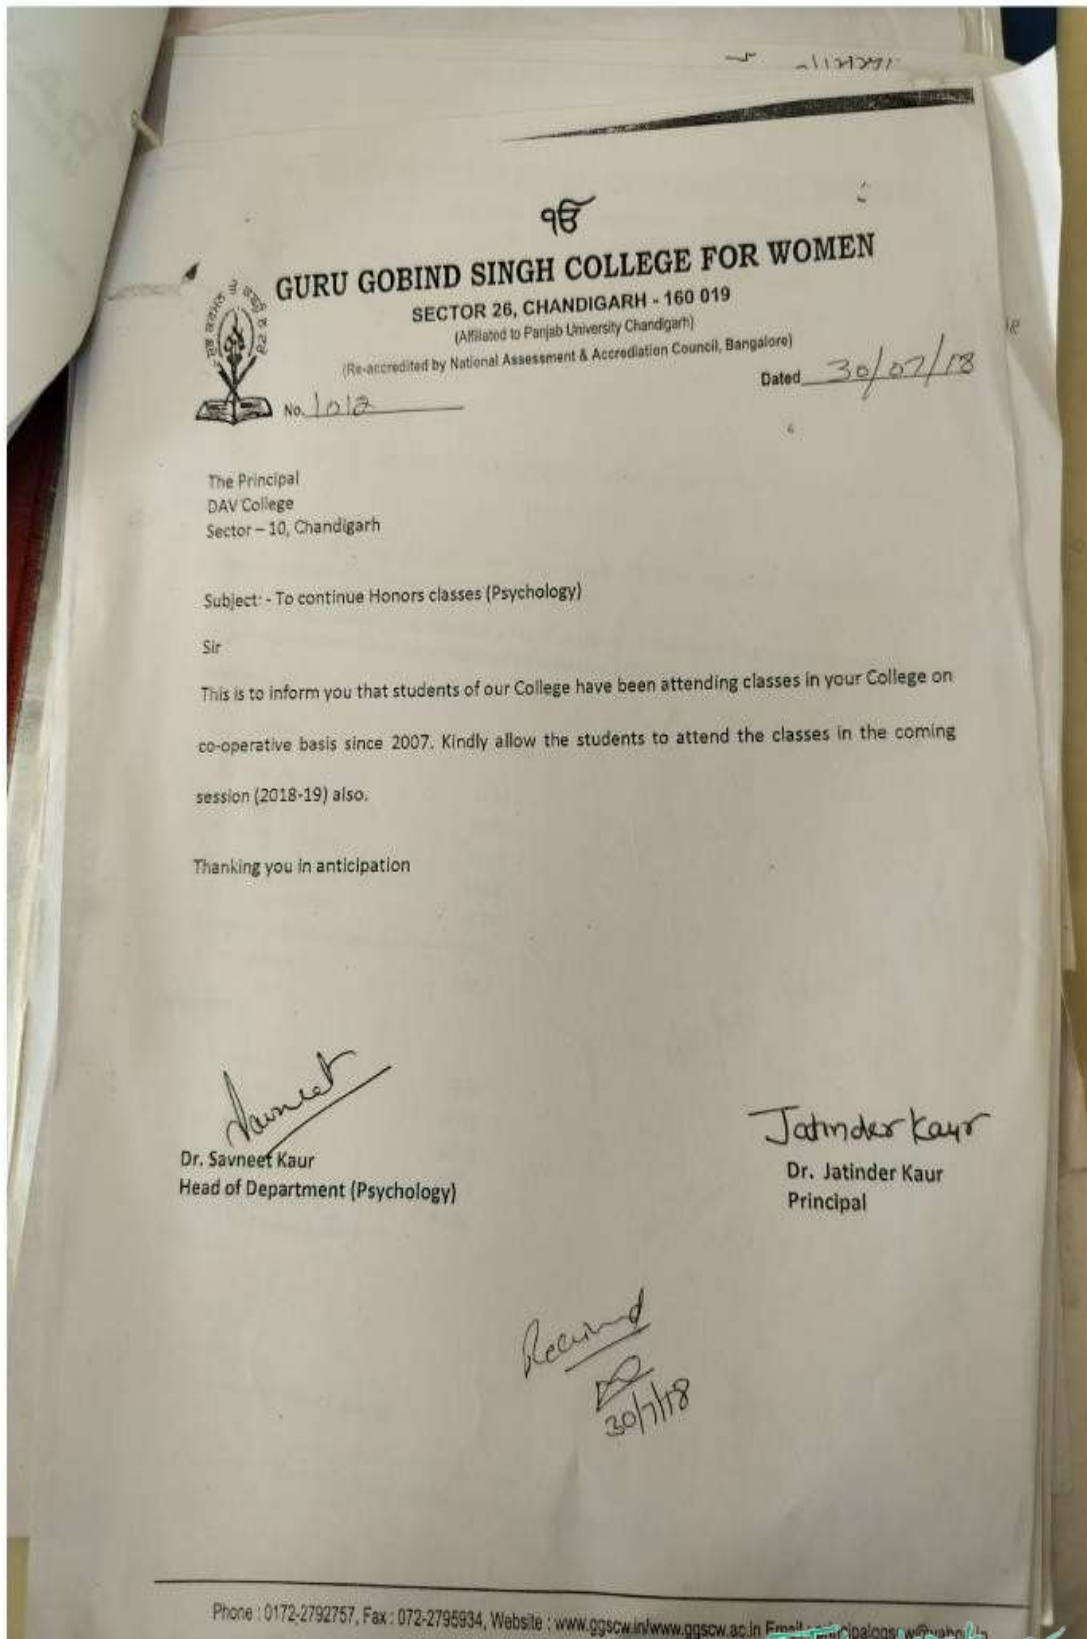 ੴ
GURU GOBIND SINGH COLLEGE FOR WOMEN
SECTOR 26, CHANDIGARH - 160 019
(Affiliated to Panjab University Chandigarh)
(Re-accredited by National Assessment & Accrediation Council, Bangalore)
No. 1012
Dated 30/07/18
The Principal
DAV College
Sector – 10, Chandigarh
Subject: - To continue Honors classes (Psychology)
Sir
This is to inform you that students of our College have been attending classes in your College on
co-operative basis since 2007. Kindly allow the students to attend the classes in the coming
session (2018-19) also.
Thanking you in anticipation
Savneet
Dr. Savneet Kaur
Head of Department (Psychology)
Jatinder Kaur
Dr. Jatinder Kaur
Principal
Received
30/7/18
Phone : 0172-2792757, Fax : 072-2795934, Website : www.ggscw.in/www.ggscw.ac.in Email